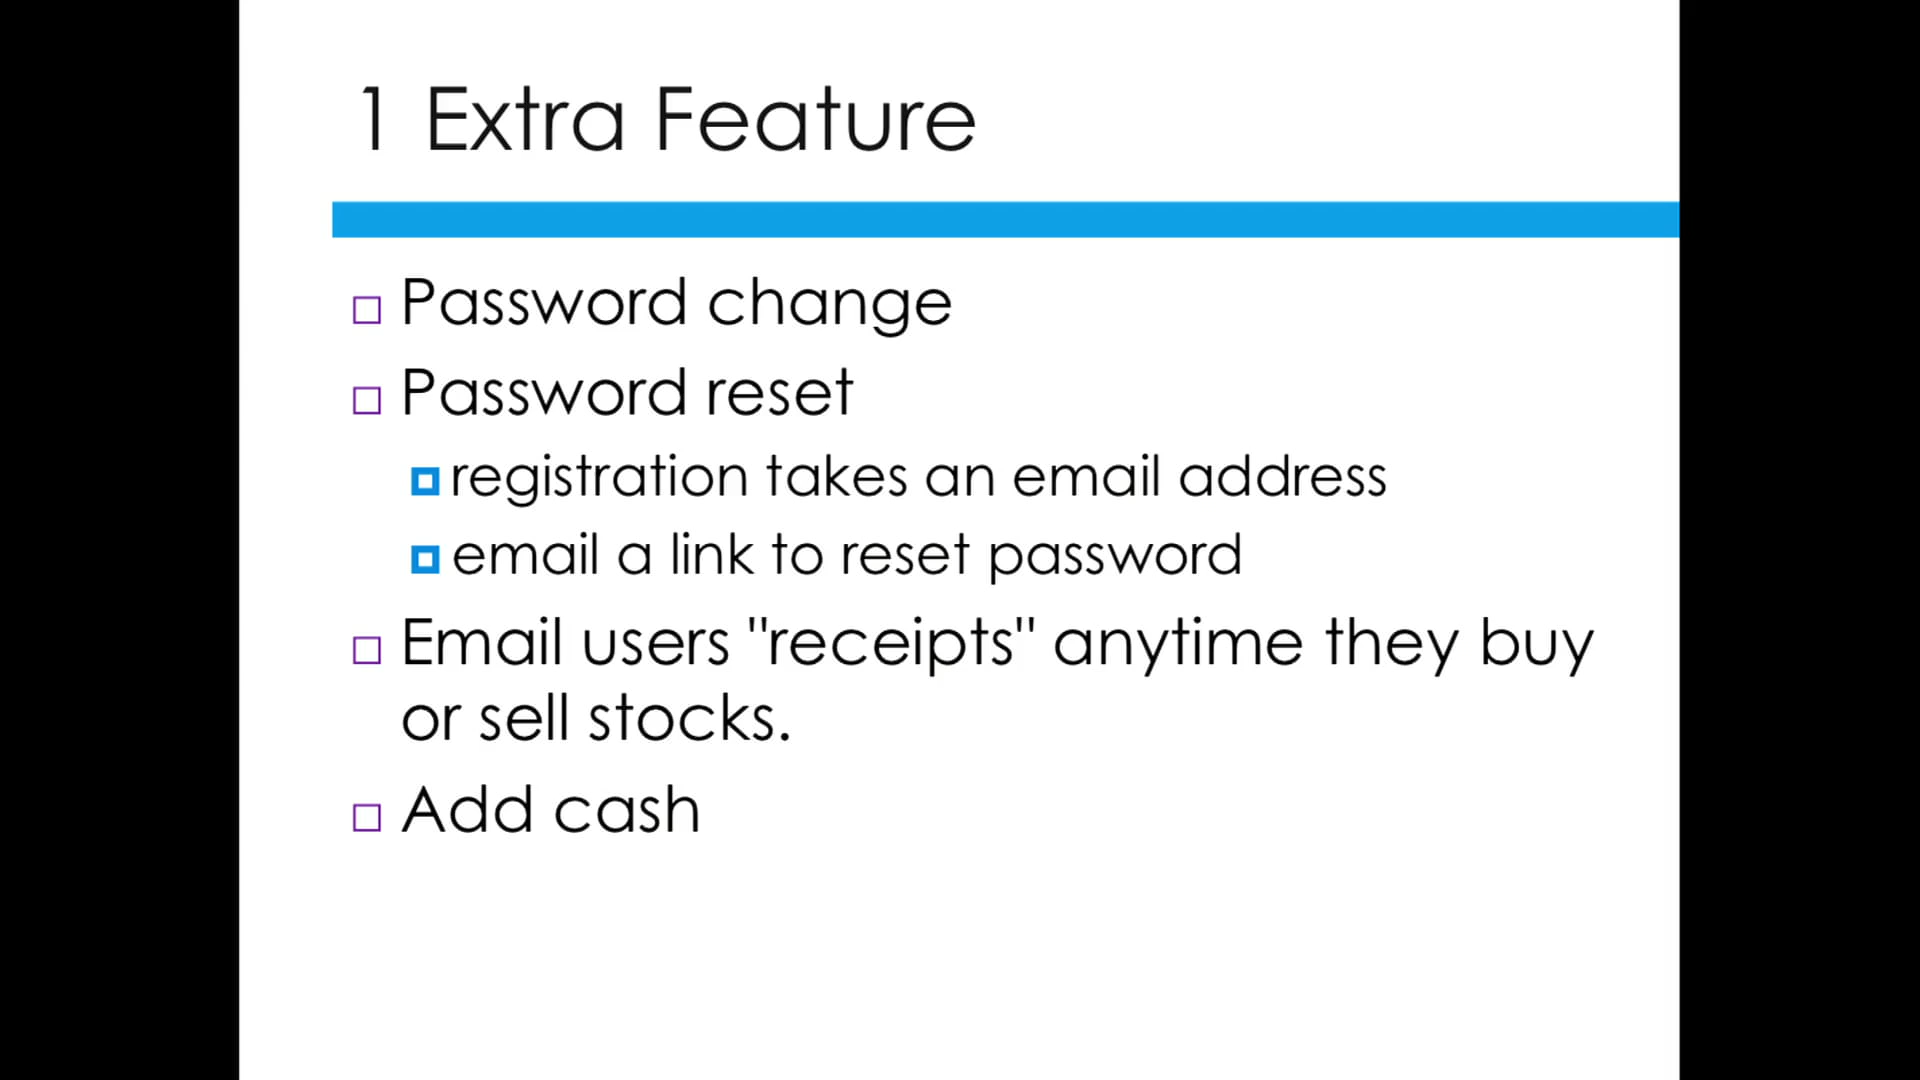 1 Extra Feature
Password change
Password reset
registration takes an email address
email a link to reset password
Email users "receipts" anytime they buy
or sell stocks.
Add cash